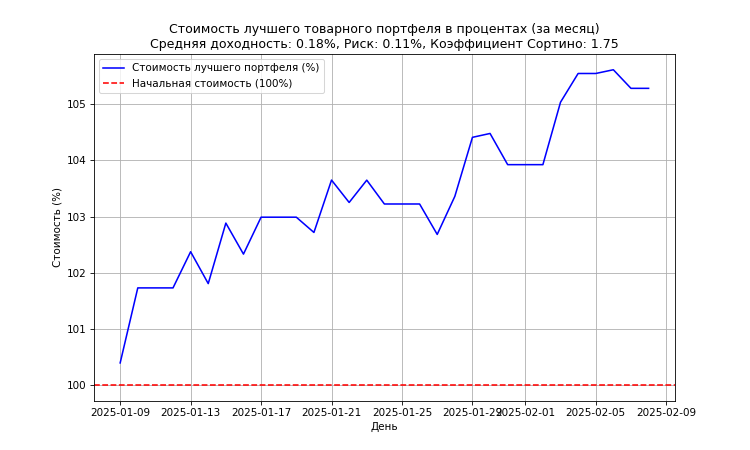 Стоимость лучшего товарного портфеля в процентах (за месяц)
Средняя доходность: 0.18%, Риск: 0.11%, Коэффициент Сортино: 1.75
Стоимость лучшего портфеля (%)
Начальная стоимость (100%)
Стоимость (%)
105
104
103
102
101
100
2025-01-09 2025-01-13 2025-01-17 2025-01-21 2025-01-25 2025-01-29 2025-02-01 2025-02-05 2025-02-09
День